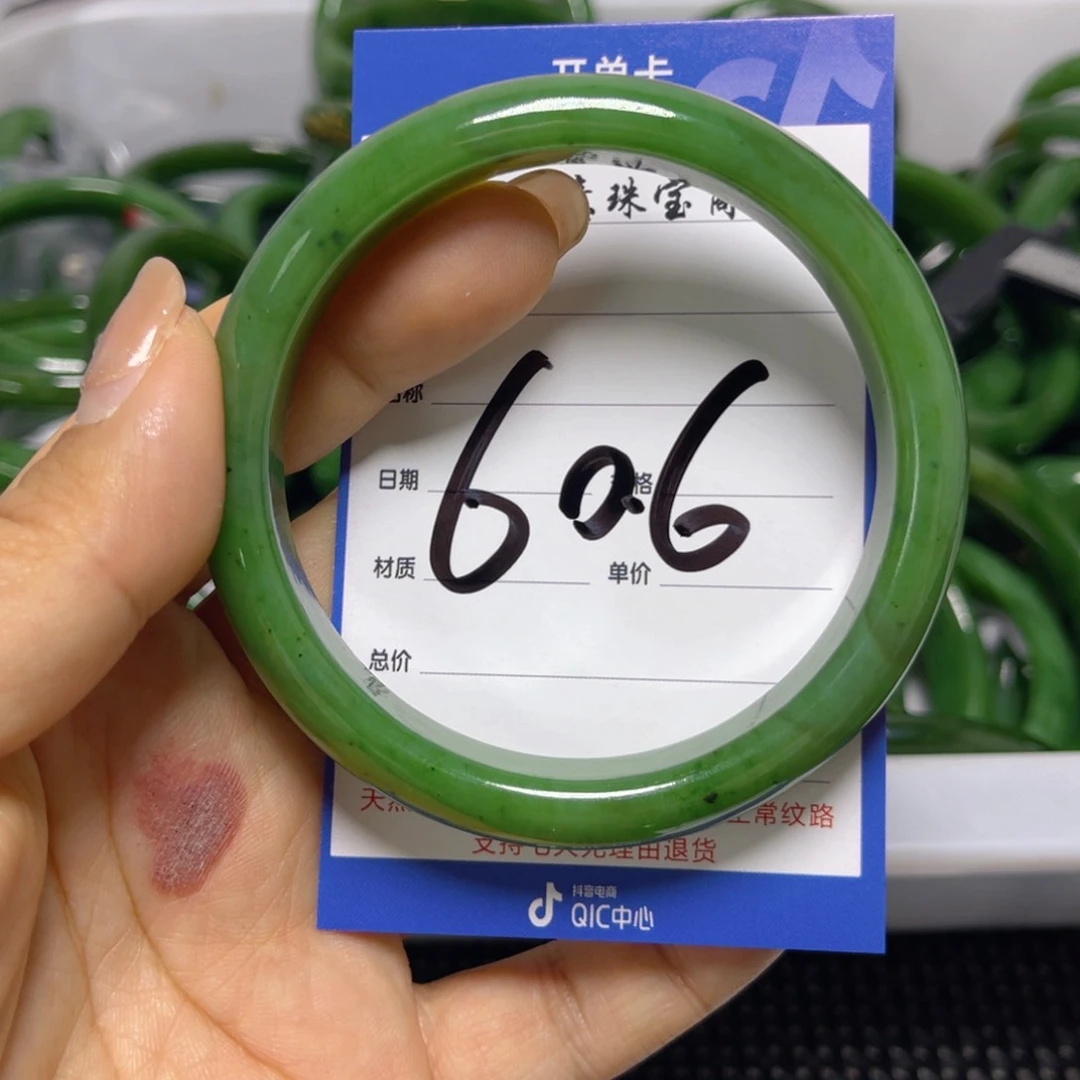 开单卡
珠宝商
名称
606
日期
格
材质
单价
总价
正常纹路
支持七天无理由退货
抖音电商
QIC中心